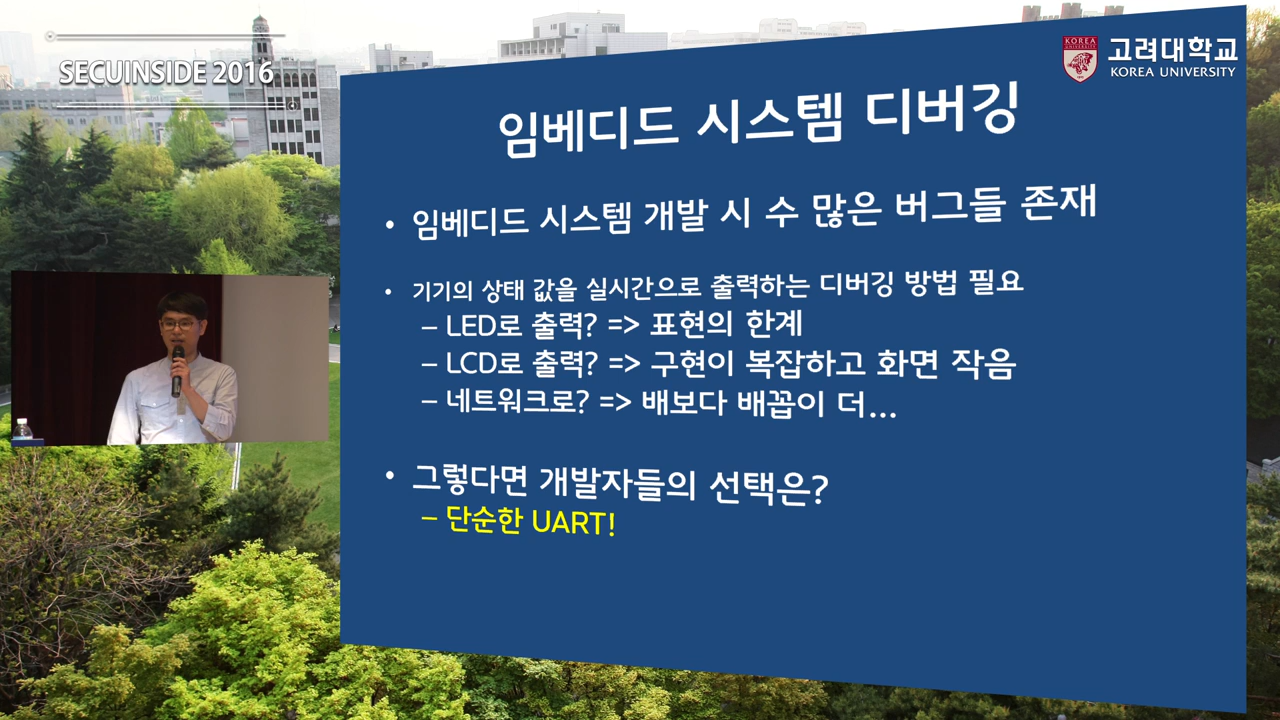 SECUINSIDE 2016
KOREA
UNIVERSITY
고려대학교
KOREA UNIVERSITY
임베디드 시스템 디버깅
• 임베디드 시스템 개발 시 수 많은 버그들 존재
• 기기의 상태 값을 실시간으로 출력하는 디버깅 방법 필요
– LED로 출력? => 표현의 한계
– LCD로 출력? => 구현이 복잡하고 화면 작음
– 네트워크로? => 배보다 배꼽이 더...
• 그렇다면 개발자들의 선택은?
– 단순한 UART!